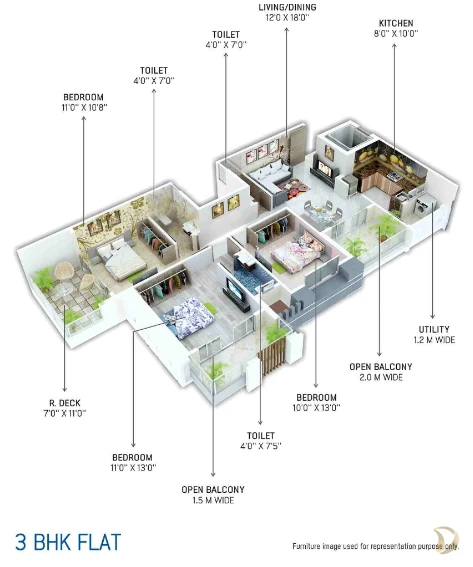 LIVING/DINING
12'0 X 18'0"
KITCHEN
8'0" X 10'0"
TOILET
4'0" X 7'0"
TOILET
4'0" X 7'0"
BEDROOM
11'0" X 10'8"
UTILITY
1.2 M WIDE
OPEN BALCONY
2.0 M WIDE
R. DECK
7'0" X 11'0"
BEDROOM
10'0" X 13'0"
TOILET
4'0" X 7'5"
BEDROOM
11'0" X 13'0"
OPEN BALCONY
1.5 M WIDE
3 BHK FLAT
Furniture image used for representation purpose only.